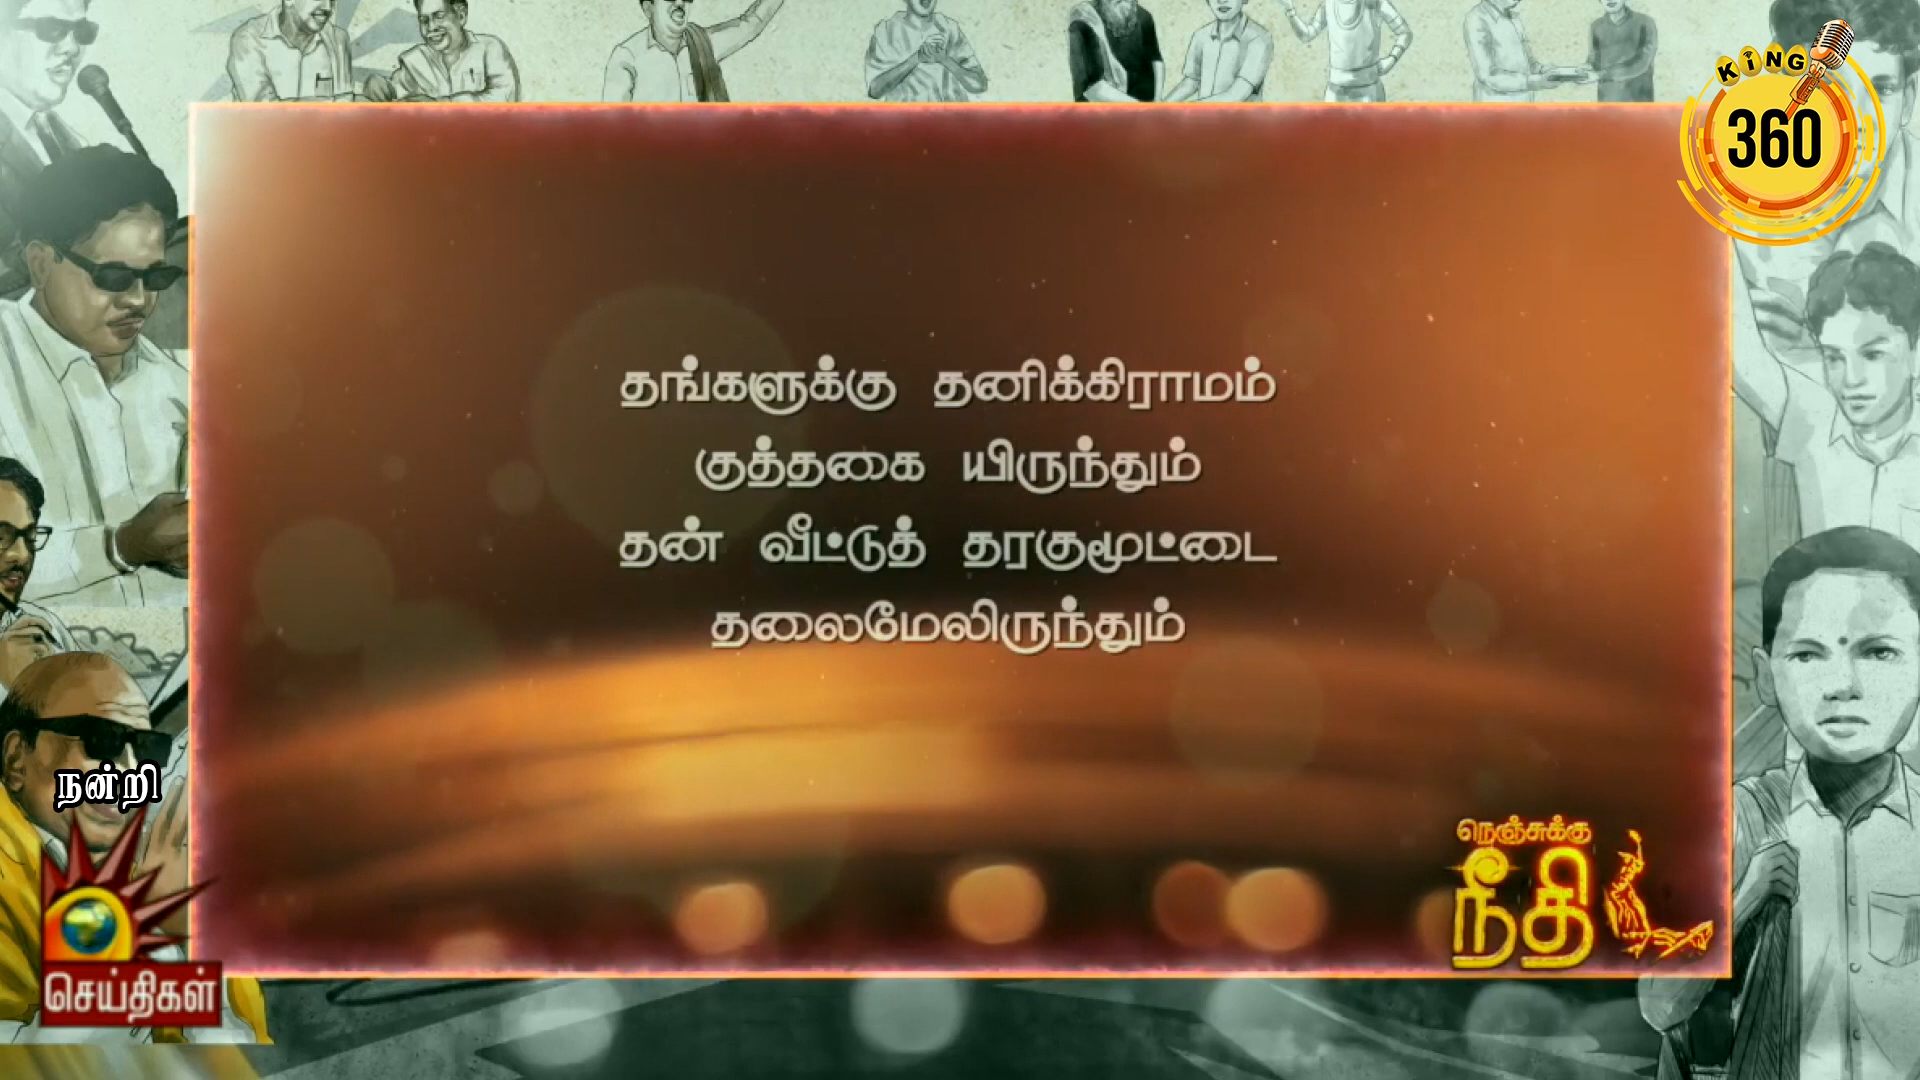 KING
360
தங்களுக்கு தனிக்கிராமம்
குத்தகை யிருந்தும்
தன் வீட்டுத் தரகுமூட்டை
தலைமேலிருந்தும்
நன்றி
செய்திகள்
நெஞ்சுக்கு
நீதி